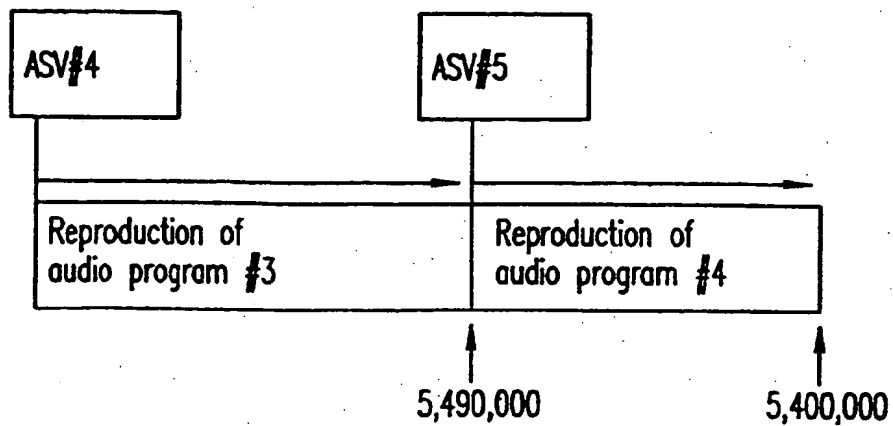 ASV#4
ASV#5
Reproduction of
audio program #3
Reproduction of
audio program #4
5,490,000
5,400,000